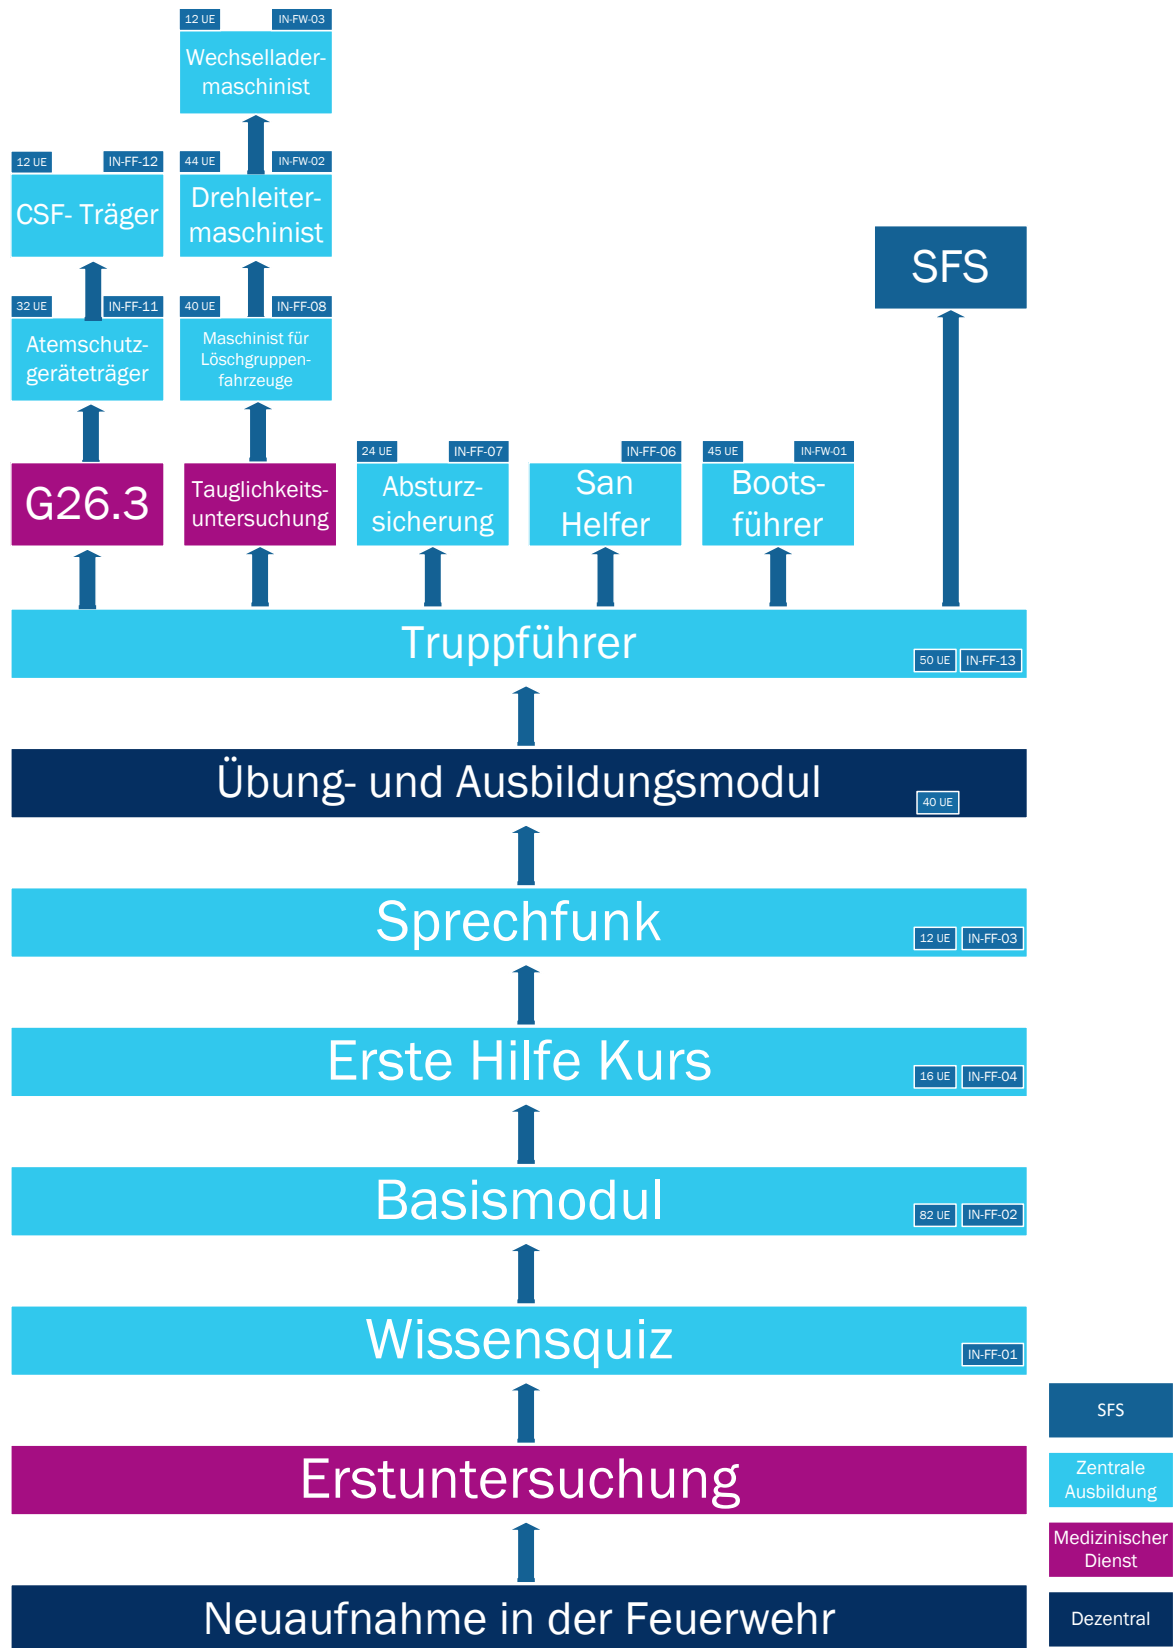 12 UE IN-FW-03
Wechsellader-
maschinist
12 UE IN-FF-12
44 UE IN-FW-02
CSF- Träger
Drehleiter-
maschinist
SFS
32 UE IN-FF-11
40 UE IN-FF-08
Atemschutz-
geräteträger
Maschinist für
Löschgruppen-
fahrzeuge
G26.3
Tauglichkeits-
untersuchung
24 UE IN-FF-07
Absturz-
sicherung
IN-FF-06
San
Helfer
45 UE IN-FW-01
Boots-
führer
Truppführer
50 UE IN-FF-13
Übung- und Ausbildungsmodul
40 UE
Sprechfunk
12 UE IN-FF-03
Erste Hilfe Kurs
16 UE IN-FF-04
Basismodul
82 UE IN-FF-02
Wissensquiz
IN-FF-01
Erstuntersuchung
Neuaufnahme in der Feuerwehr
SFS
Zentrale
Ausbildung
Medizinischer
Dienst
Dezentral